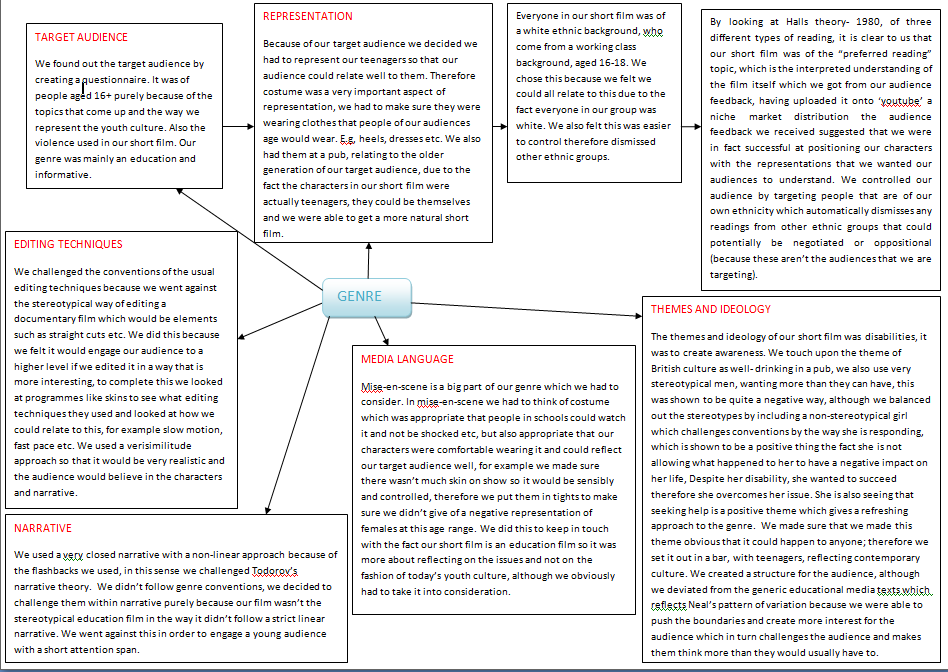 TARGET AUDIENCE
We found out the target audience by
creating a questionnaire. It was of
people aged 16+ purely because of the
topics that come up and the way we
represent the youth culture. Also the
violence used in our short film. Our
genre was mainly an education and
informative.
REPRESENTATION
Because of our target audience we decided we
had to represent our teenagers so that our
audience could relate well to them. Therefore
costume was a very important aspect of
representation, we had to make sure they were
wearing clothes that people of our audiences
age would wear. E.g, heels, dresses etc. We also
had them at a pub, relating to the older
generation of our target audience, due to the
fact the characters in our short film were
actually teenagers, they could be themselves
and we were able to get a more natural short
film.
Everyone in our short film was of
a white ethnic background, who
come from a working class
background, aged 16-18. We
chose this because we felt we
could all relate to this due to the
fact everyone in our group was
white. We also felt this was easier
to control therefore dismissed
other ethnic groups.
By looking at Halls theory- 1980, of three
different types of reading, it is clear to us that
our short film was of the “preferred reading”
topic, which is the interpreted understanding of
the film itself which we got from our audience
feedback, having uploaded it onto ‘youtube’ a
niche market distribution the audience
feedback we received suggested that we were
in fact successful at positioning our characters
with the representations that we wanted our
audiences to understand. We controlled our
audience by targeting people that are of our
own ethnicity which automatically dismisses any
readings from other ethnic groups that could
potentially be negotiated or oppositional
(because these aren’t the audiences that we are
targeting).
EDITING TECHNIQUES
We challenged the conventions of the usual
editing techniques because we went against
the stereotypical way of editing a
documentary film which would be elements
such as straight cuts etc. We did this because
we felt it would engage our audience to a
higher level if we edited it in a way that is
more interesting, to complete this we looked
at programmes like skins to see what editing
techniques they used and looked at how we
could relate to this, for example slow motion,
fast pace etc. We used a verisimilitude
approach so that it would be very realistic and
the audience would believe in the characters
and narrative.
GENRE
MEDIA LANGUAGE
Mise-en-scene is a big part of our genre which we had to
consider. In mise-en-scene we had to think of costume
which was appropriate that people in schools could watch
it and not be shocked etc, but also appropriate that our
characters were comfortable wearing it and could reflect
our target audience well, for example we made sure
there wasn’t much skin on show so it would be sensibly
and controlled, therefore we put them in tights to make
sure we didn’t give of a negative representation of
females at this age range. We did this to keep in touch
with the fact our short film is an education film so it was
more about reflecting on the issues and not on the
fashion of today’s youth culture, although we obviously
had to take it into consideration.
THEMES AND IDEOLOGY
The themes and ideology of our short film was disabilities, it
was to create awareness. We touch upon the theme of
British culture as well- drinking in a pub, we also use very
stereotypical men, wanting more than they can have, this
was shown to be quite a negative way, although we balanced
out the stereotypes by including a non-stereotypical girl
which challenges conventions by the way she is responding,
which is shown to be a positive thing the fact she is not
allowing what happened to her to have a negative impact on
her life, Despite her disability, she wanted to succeed
therefore she overcomes her issue. She is also seeing that
seeking help is a positive theme which gives a refreshing
approach to the genre. We made sure that we made this
theme obvious that it could happen to anyone; therefore we
set it out in a bar, with teenagers, reflecting contemporary
culture. We created a structure for the audience, although
we deviated from the generic educational media texts which
reflects Neal’s pattern of variation because we were able to
push the boundaries and create more interest for the
audience which in turn challenges the audience and makes
them think more than they would usually have to.
NARRATIVE
We used a very closed narrative with a non-linear approach because of
the flashbacks we used, in this sense we challenged Todorov’s
narrative theory. We didn’t follow genre conventions, we decided to
challenge them within narrative purely because our film wasn’t the
stereotypical education film in the way it didn’t follow a strict linear
narrative. We went against this in order to engage a young audience
with a short attention span.